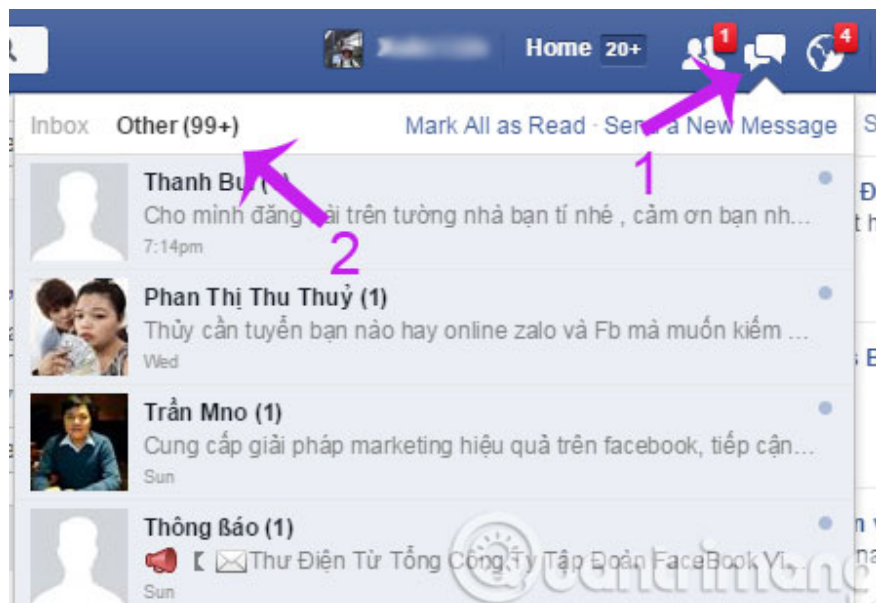 Home 20+
1
4
Inbox Other (99+) Mark All as Read · Send a New Message
1
Thanh Bui
Cho mình đăng bài trên tường nhà bạn tí nhé , cảm ơn bạn nh...
7:14pm
2
Phan Thị Thu Thuỷ (1)
Thủy cần tuyển bạn nào hay online zalo và Fb mà muốn kiếm ...
Wed
Trần Mno (1)
Cung cấp giải pháp marketing hiệu quả trên facebook, tiếp cận...
Sun
Thông ßáo (1)
Thư Điện Từ Tổng Công Ty Tập Đoàn FaceBook Vi...
Sun
Quantrimang